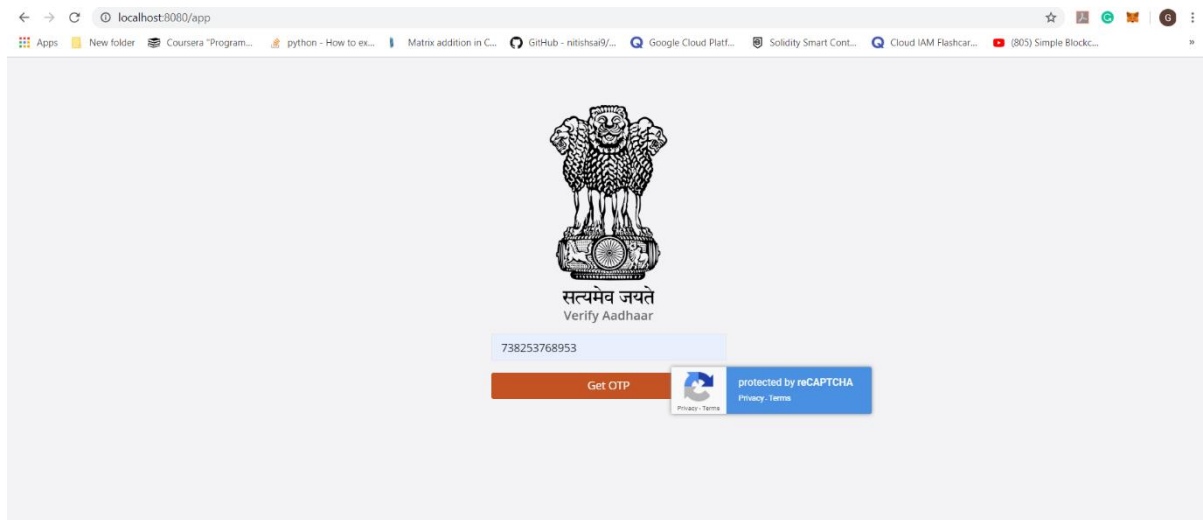 localhost:8080/app
G
Apps New folder Coursera "Program... python - How to ex... Matrix addition in C... GitHub - nitishsai9/... Google Cloud Platf... Solidity Smart Cont... Cloud IAM Flashcar... (805) Simple Blockc... »
सत्यमेव जयते
Verify Aadhaar
738253768953
Get OTP
protected by reCAPTCHA
Privacy - Terms
Privacy - Terms